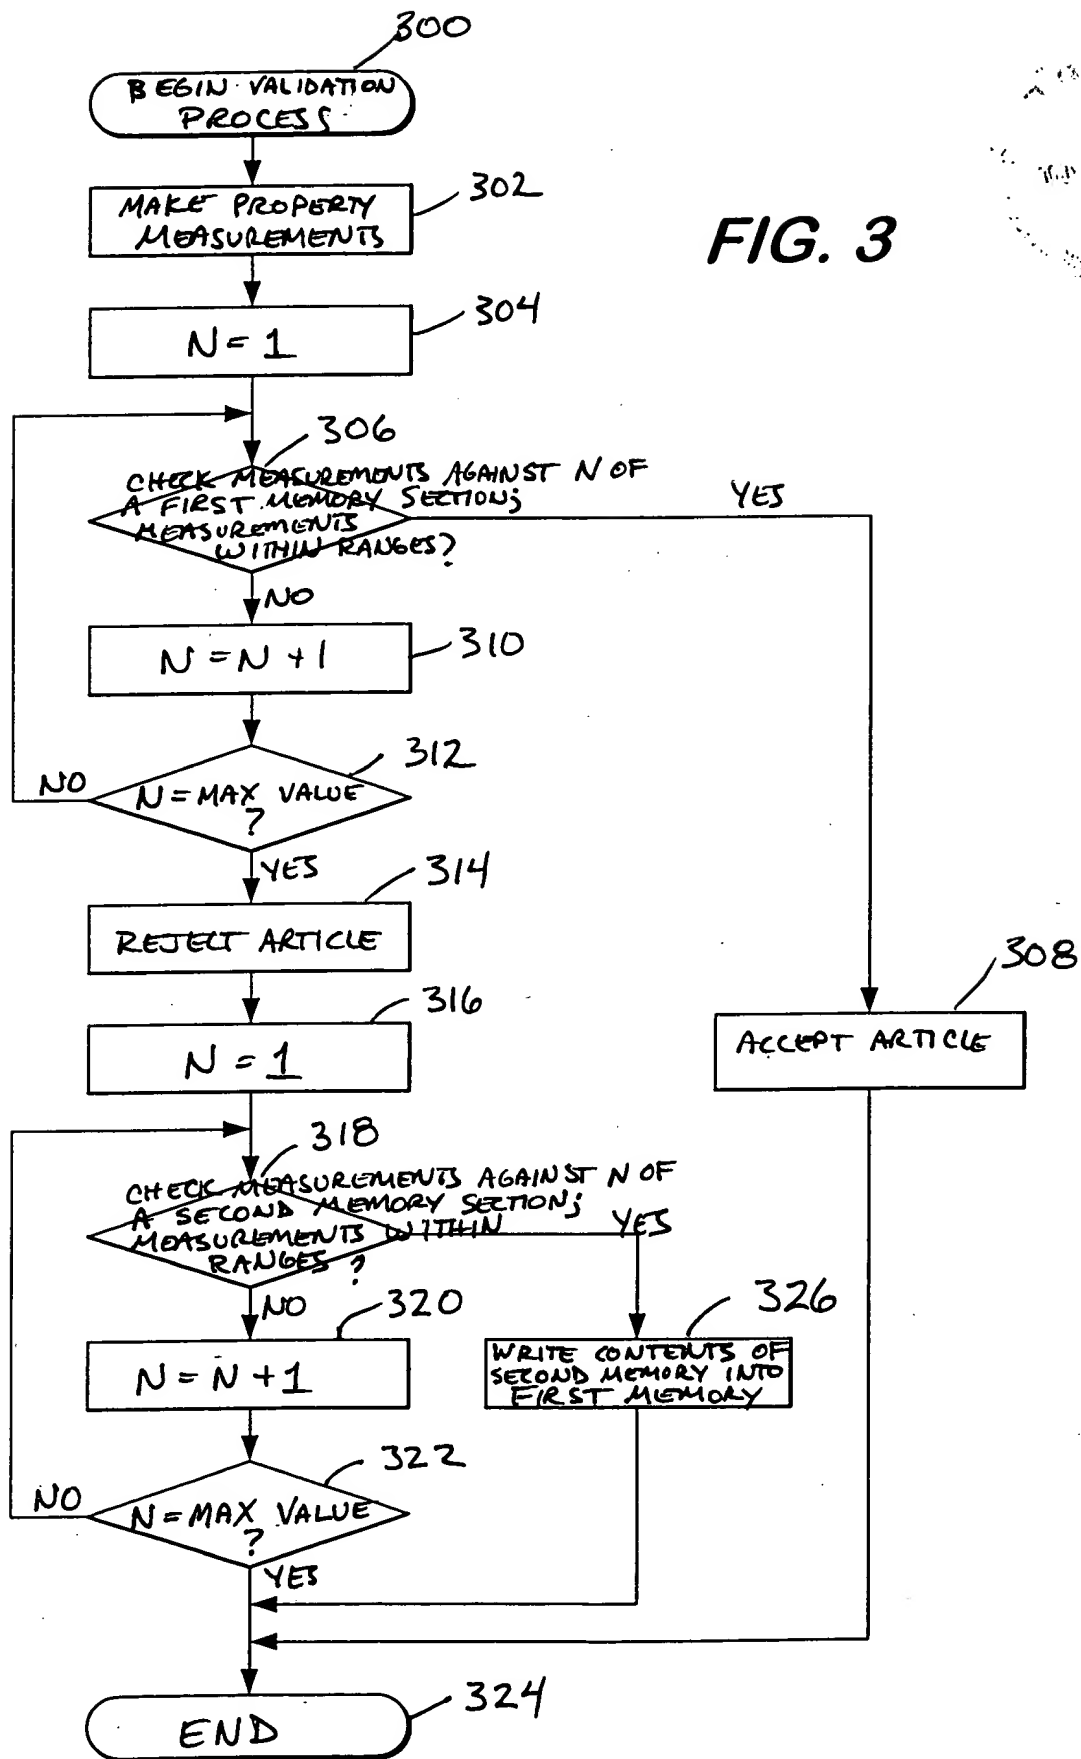 300
BEGIN VALIDATION
PROCESS
302
MAKE PROPERTY
MEASUREMENTS
FIG. 3
304
N = 1
306
CHECK MEASUREMENTS AGAINST N OF
A FIRST MEMORY SECTION;
MEASUREMENTS
WITHIN RANGES?
YES
NO
310
N = N + 1
312
NO
N = MAX VALUE
?
YES
314
REJECT ARTICLE
308
ACCEPT ARTICLE
316
N = 1
318
CHECK MEASUREMENTS AGAINST N OF
A SECOND MEMORY SECTION;
MEASUREMENTS WITHIN
RANGES ?
YES
NO
320
N = N + 1
326
WRITE CONTENTS OF
SECOND MEMORY INTO
FIRST MEMORY
322
NO
N = MAX VALUE
?
YES
324
END